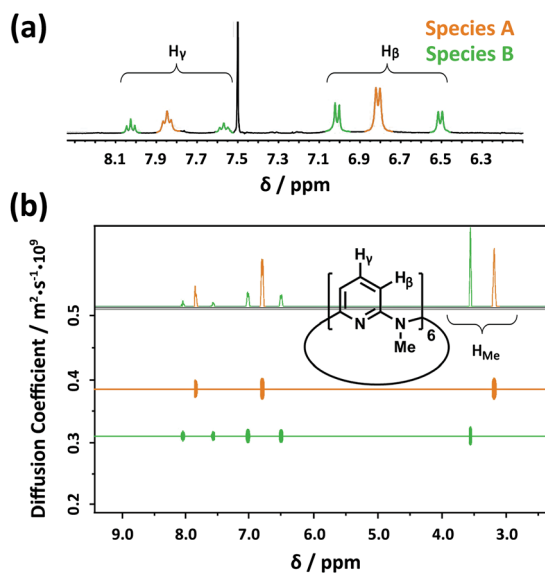 (a)
Species A
Species B
Hγ
Hβ
8.1 7.9 7.7 7.5 7.3 7.1 6.9 6.7 6.5 6.3
δ / ppm
(b)
Diffusion Coefficient / m²·s⁻¹·10⁹
0.5
0.4
0.3
0.2
Hγ
Hβ
N
N
Me
6
HMe
9.0 8.0 7.0 6.0 5.0 4.0 3.0
δ / ppm